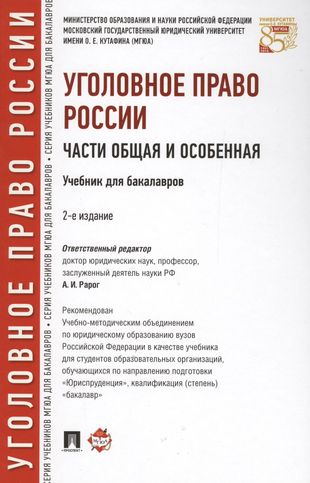 МИНИСТЕРСТВО ОБРАЗОВАНИЯ И НАУКИ РОССИЙСКОЙ ФЕДЕРАЦИИ
МОСКОВСКИЙ ГОСУДАРСТВЕННЫЙ ЮРИДИЧЕСКИЙ УНИВЕРСИТЕТ
ИМЕНИ О. Е. КУТАФИНА (МГЮА)
УНИВЕРСИТЕТ
85
МГЮА
УГОЛОВНОЕ ПРАВО
РОССИИ
ЧАСТИ ОБЩАЯ И ОСОБЕННАЯ
Учебник для бакалавров
2-е издание
Ответственный редактор
доктор юридических наук, профессор,
заслуженный деятель науки РФ
А. И. Рарог
Рекомендован
Учебно-методическим объединением
по юридическому образованию вузов
Российской Федерации в качестве учебника
для студентов образовательных организаций,
обучающихся по направлению подготовки
«Юриспруденция», квалификация (степень)
«бакалавр»
•ПРОСПЕКТ•
МГЮА
УГОЛОВНОЕ ПРАВО РОССИИ
• СЕРИЯ УЧЕБНИКОВ МГЮА ДЛЯ БАКАЛАВРОВ • СЕРИЯ УЧЕБНИКОВ МГЮА ДЛЯ БАКАЛАВРОВ •